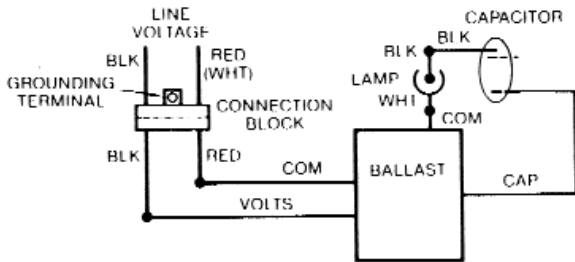 LINE
VOLTAGE
CAPACITOR
BLK
RED
(WHT)
BLK
BLK
GROUNDING
TERMINAL
LAMP
WHT
CONNECTION
BLOCK
COM
BLK
RED
COM
BALLAST
CAP
VOLTS